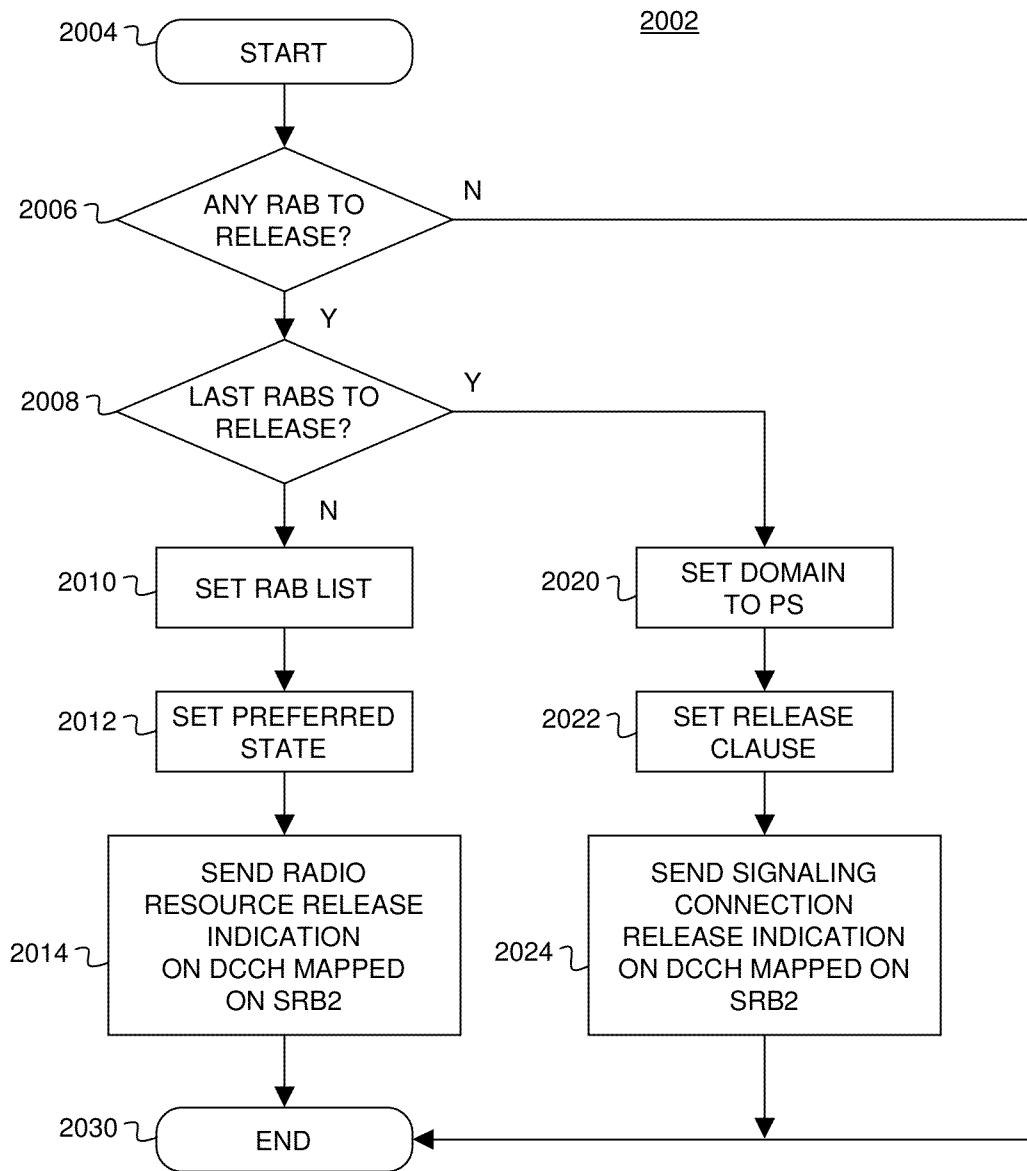 2002
2004
START
2006
ANY RAB TO
RELEASE?
N
Y
2008
LAST RABS TO
RELEASE?
Y
N
2010
SET RAB LIST
2020
SET DOMAIN
TO PS
2012
SET PREFERRED
STATE
2022
SET RELEASE
CLAUSE
2014
SEND RADIO
RESOURCE RELEASE
INDICATION
ON DCCH MAPPED
ON SRB2
2024
SEND SIGNALING
CONNECTION
RELEASE INDICATION
ON DCCH MAPPED ON
SRB2
2030
END